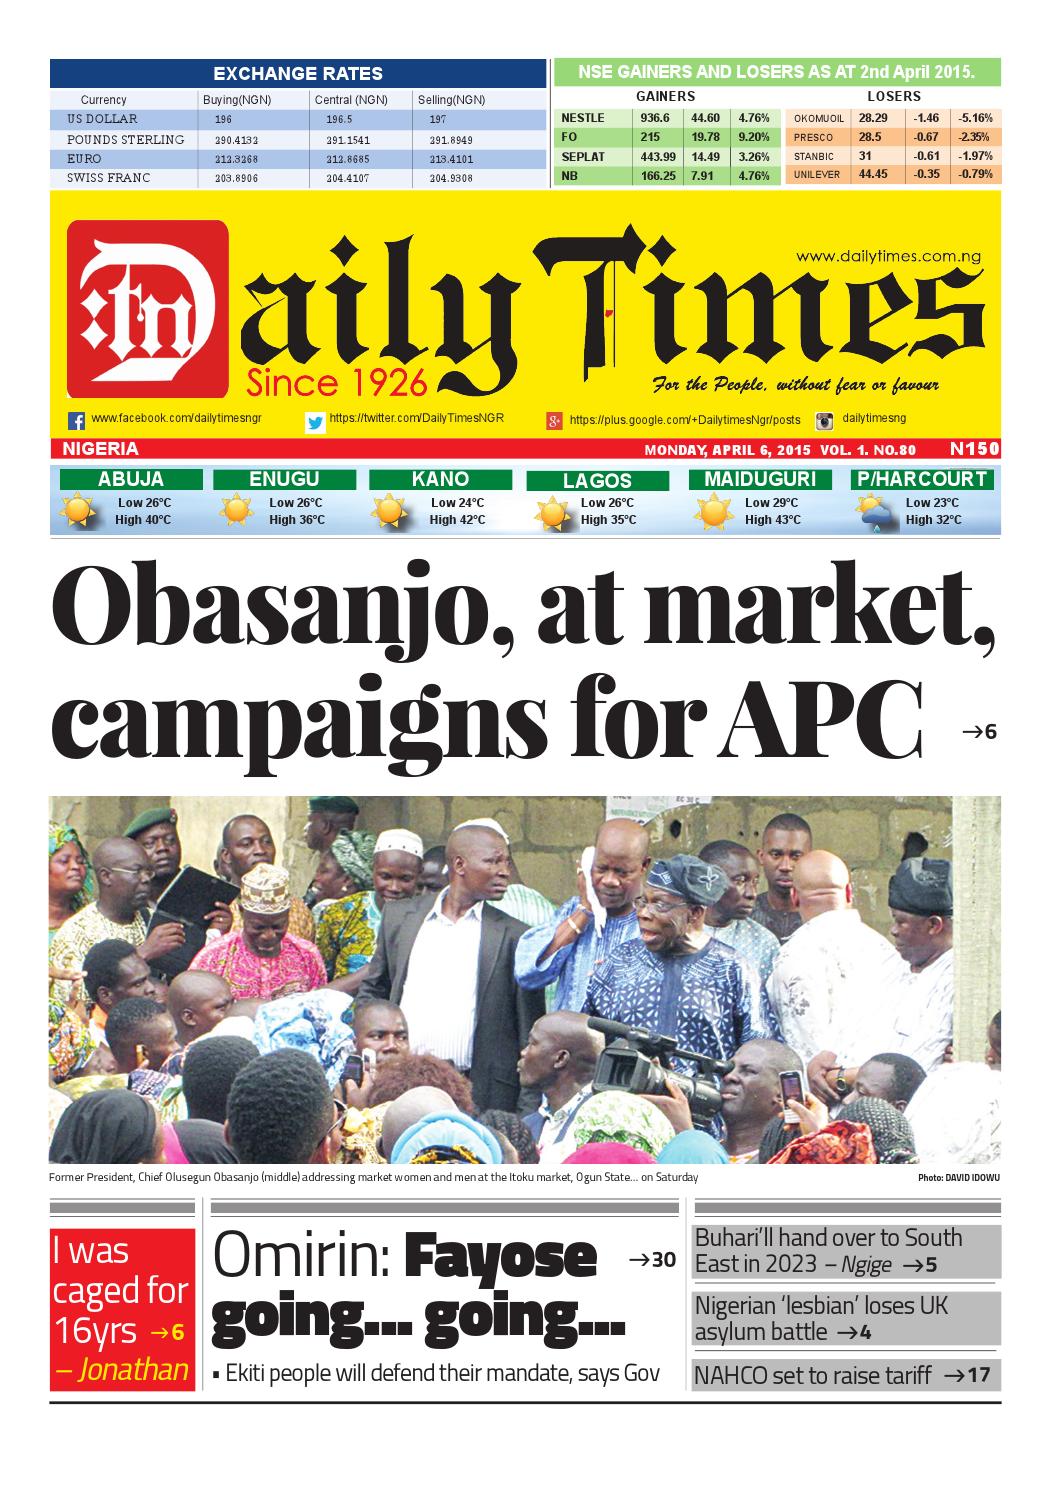 EXCHANGE RATES
Currency Buying(NGN) Central (NGN) Selling(NGN)
US DOLLAR 196 196.5 197
POUNDS STERLING 290.4132 291.1541 291.8949
EURO 212.3268 212.8685 213.4101
SWISS FRANC 203.8906 204.4107 204.9308
NSE GAINERS AND LOSERS AS AT 2nd April 2015.
GAINERS LOSERS
NESTLE 936.6 44.60 4.76% OKOMUOIL 28.29 -1.46 -5.16%
FO 215 19.78 9.20% PRESCO 28.5 -0.67 -2.35%
SEPLAT 443.99 14.49 3.26% STANBIC 31 -0.61 -1.97%
NB 166.25 7.91 4.76% UNILEVER 44.45 -0.35 -0.79%
www.dailytimes.com.ng
:dtn Daily Times
Since 1926
For the People, without fear or favour
www.facebook.com/dailytimesngr https://twitter.com/DailyTimesNGR https://plus.google.com/+DailytimesNgr/posts dailytimesng
NIGERIA MONDAY, APRIL 6, 2015 VOL. 1. NO.80 N150
ABUJA ENUGU KANO LAGOS MAIDUGURI P/HARCOURT
Low 26°C Low 26°C Low 24°C Low 26°C Low 29°C Low 23°C
High 40°C High 36°C High 42°C High 35°C High 43°C High 32°C
Obasanjo, at market,
campaigns for APC →6
Former President, Chief Olusegun Obasanjo (middle) addressing market women and men at the Itoku market, Ogun State... on Saturday
Photo: DAVID IDOWU
I was
caged for
16yrs →6
– Jonathan
Omirin: Fayose →30
going... going...
▪ Ekiti people will defend their mandate, says Gov
Buhari’ll hand over to South
East in 2023 – Ngige →5
Nigerian ‘lesbian’ loses UK
asylum battle →4
NAHCO set to raise tariff →17